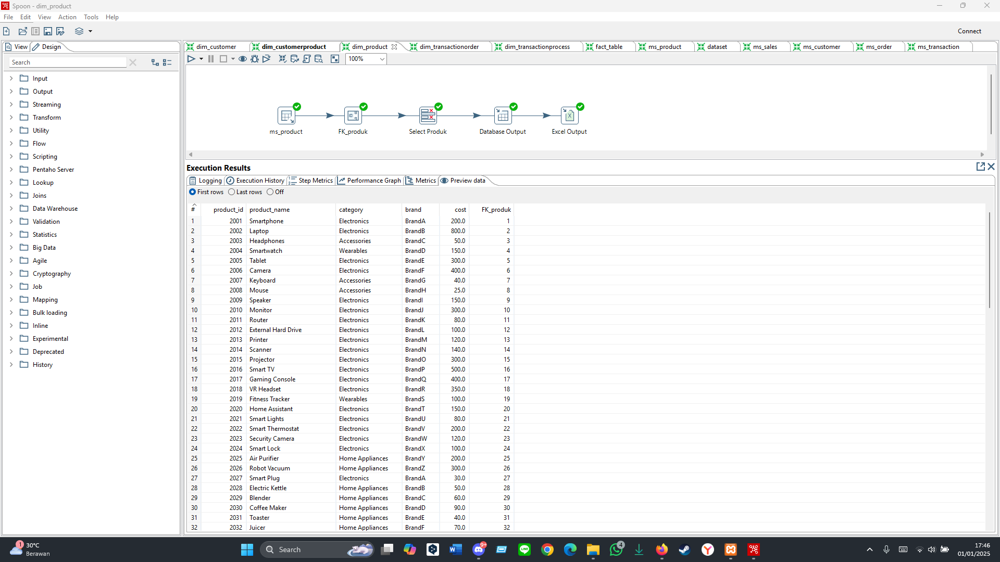 Spoon - dim_product
File Edit View Action Tools Help
Connect
View Design
dim_customer dim_customerproduct dim_product dim_transactionorder dim_transactionprocess fact_table ms_product dataset ms_sales ms_customer ms_order ms_transaction
Search
100%
Input
Output
Streaming
Transform
Utility
Flow
Scripting
Pentaho Server
Lookup
Joins
Data Warehouse
Validation
Statistics
Big Data
Agile
Cryptography
Job
Mapping
Bulk loading
Inline
Experimental
Deprecated
History
ms_product FK_produk Select Produk Database Output Excel Output
Execution Results
Logging Execution History Step Metrics Performance Graph Metrics Preview data
First rows Last rows Off
# product_id product_name category brand cost FK_produk
1 2001 Smartphone Electronics BrandA 200.0 1
2 2002 Laptop Electronics BrandB 800.0 2
3 2003 Headphones Accessories BrandC 50.0 3
4 2004 Smartwatch Wearables BrandD 150.0 4
5 2005 Tablet Electronics BrandE 300.0 5
6 2006 Camera Electronics BrandF 400.0 6
7 2007 Keyboard Accessories BrandG 40.0 7
8 2008 Mouse Accessories BrandH 25.0 8
9 2009 Speaker Electronics BrandI 150.0 9
10 2010 Monitor Electronics BrandJ 300.0 10
11 2011 Router Electronics BrandK 80.0 11
12 2012 External Hard Drive Electronics BrandL 100.0 12
13 2013 Printer Electronics BrandM 120.0 13
14 2014 Scanner Electronics BrandN 140.0 14
15 2015 Projector Electronics BrandO 300.0 15
16 2016 Smart TV Electronics BrandP 500.0 16
17 2017 Gaming Console Electronics BrandQ 400.0 17
18 2018 VR Headset Electronics BrandR 350.0 18
19 2019 Fitness Tracker Wearables BrandS 100.0 19
20 2020 Home Assistant Electronics BrandT 150.0 20
21 2021 Smart Lights Electronics BrandU 80.0 21
22 2022 Smart Thermostat Electronics BrandV 200.0 22
23 2023 Security Camera Electronics BrandW 120.0 23
24 2024 Smart Lock Electronics BrandX 100.0 24
25 2025 Air Purifier Home Appliances BrandY 200.0 25
26 2026 Robot Vacuum Home Appliances BrandZ 300.0 26
27 2027 Smart Plug Electronics BrandA 30.0 27
28 2028 Electric Kettle Home Appliances BrandB 50.0 28
29 2029 Blender Home Appliances BrandC 60.0 29
30 2030 Coffee Maker Home Appliances BrandD 90.0 30
31 2031 Toaster Home Appliances BrandE 40.0 31
32 2032 Juicer Home Appliances BrandF 70.0 32
1 30°C
Berawan
Search
9+
LINE
4
17:46
01/01/2025